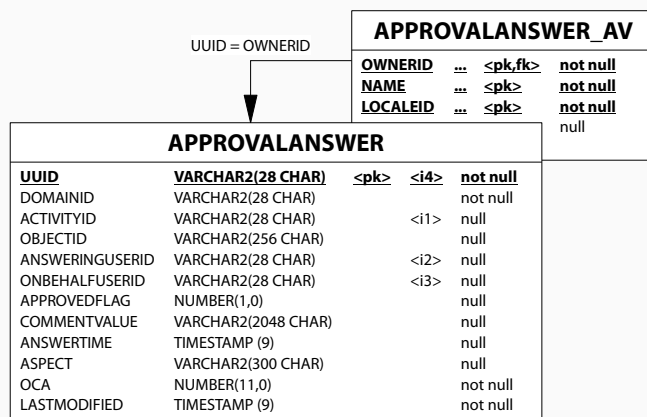 APPROVALANSWER_AV
UUID = OWNERID
OWNERID ... <pk,fk> not null
NAME ... <pk> not null
LOCALEID ... <pk> not null
null
APPROVALANSWER
UUID VARCHAR2(28 CHAR) <pk> <i4> not null
DOMAINID VARCHAR2(28 CHAR) not null
ACTIVITYID VARCHAR2(28 CHAR) <i1> null
OBJECTID VARCHAR2(256 CHAR) null
ANSWERINGUSERID VARCHAR2(28 CHAR) <i2> null
ONBEHALFUSERID VARCHAR2(28 CHAR) <i3> null
APPROVEDFLAG NUMBER(1,0) null
COMMENTVALUE VARCHAR2(2048 CHAR) null
ANSWERTIME TIMESTAMP (9) null
ASPECT VARCHAR2(300 CHAR) null
OCA NUMBER(11,0) not null
LASTMODIFIED TIMESTAMP (9) not null